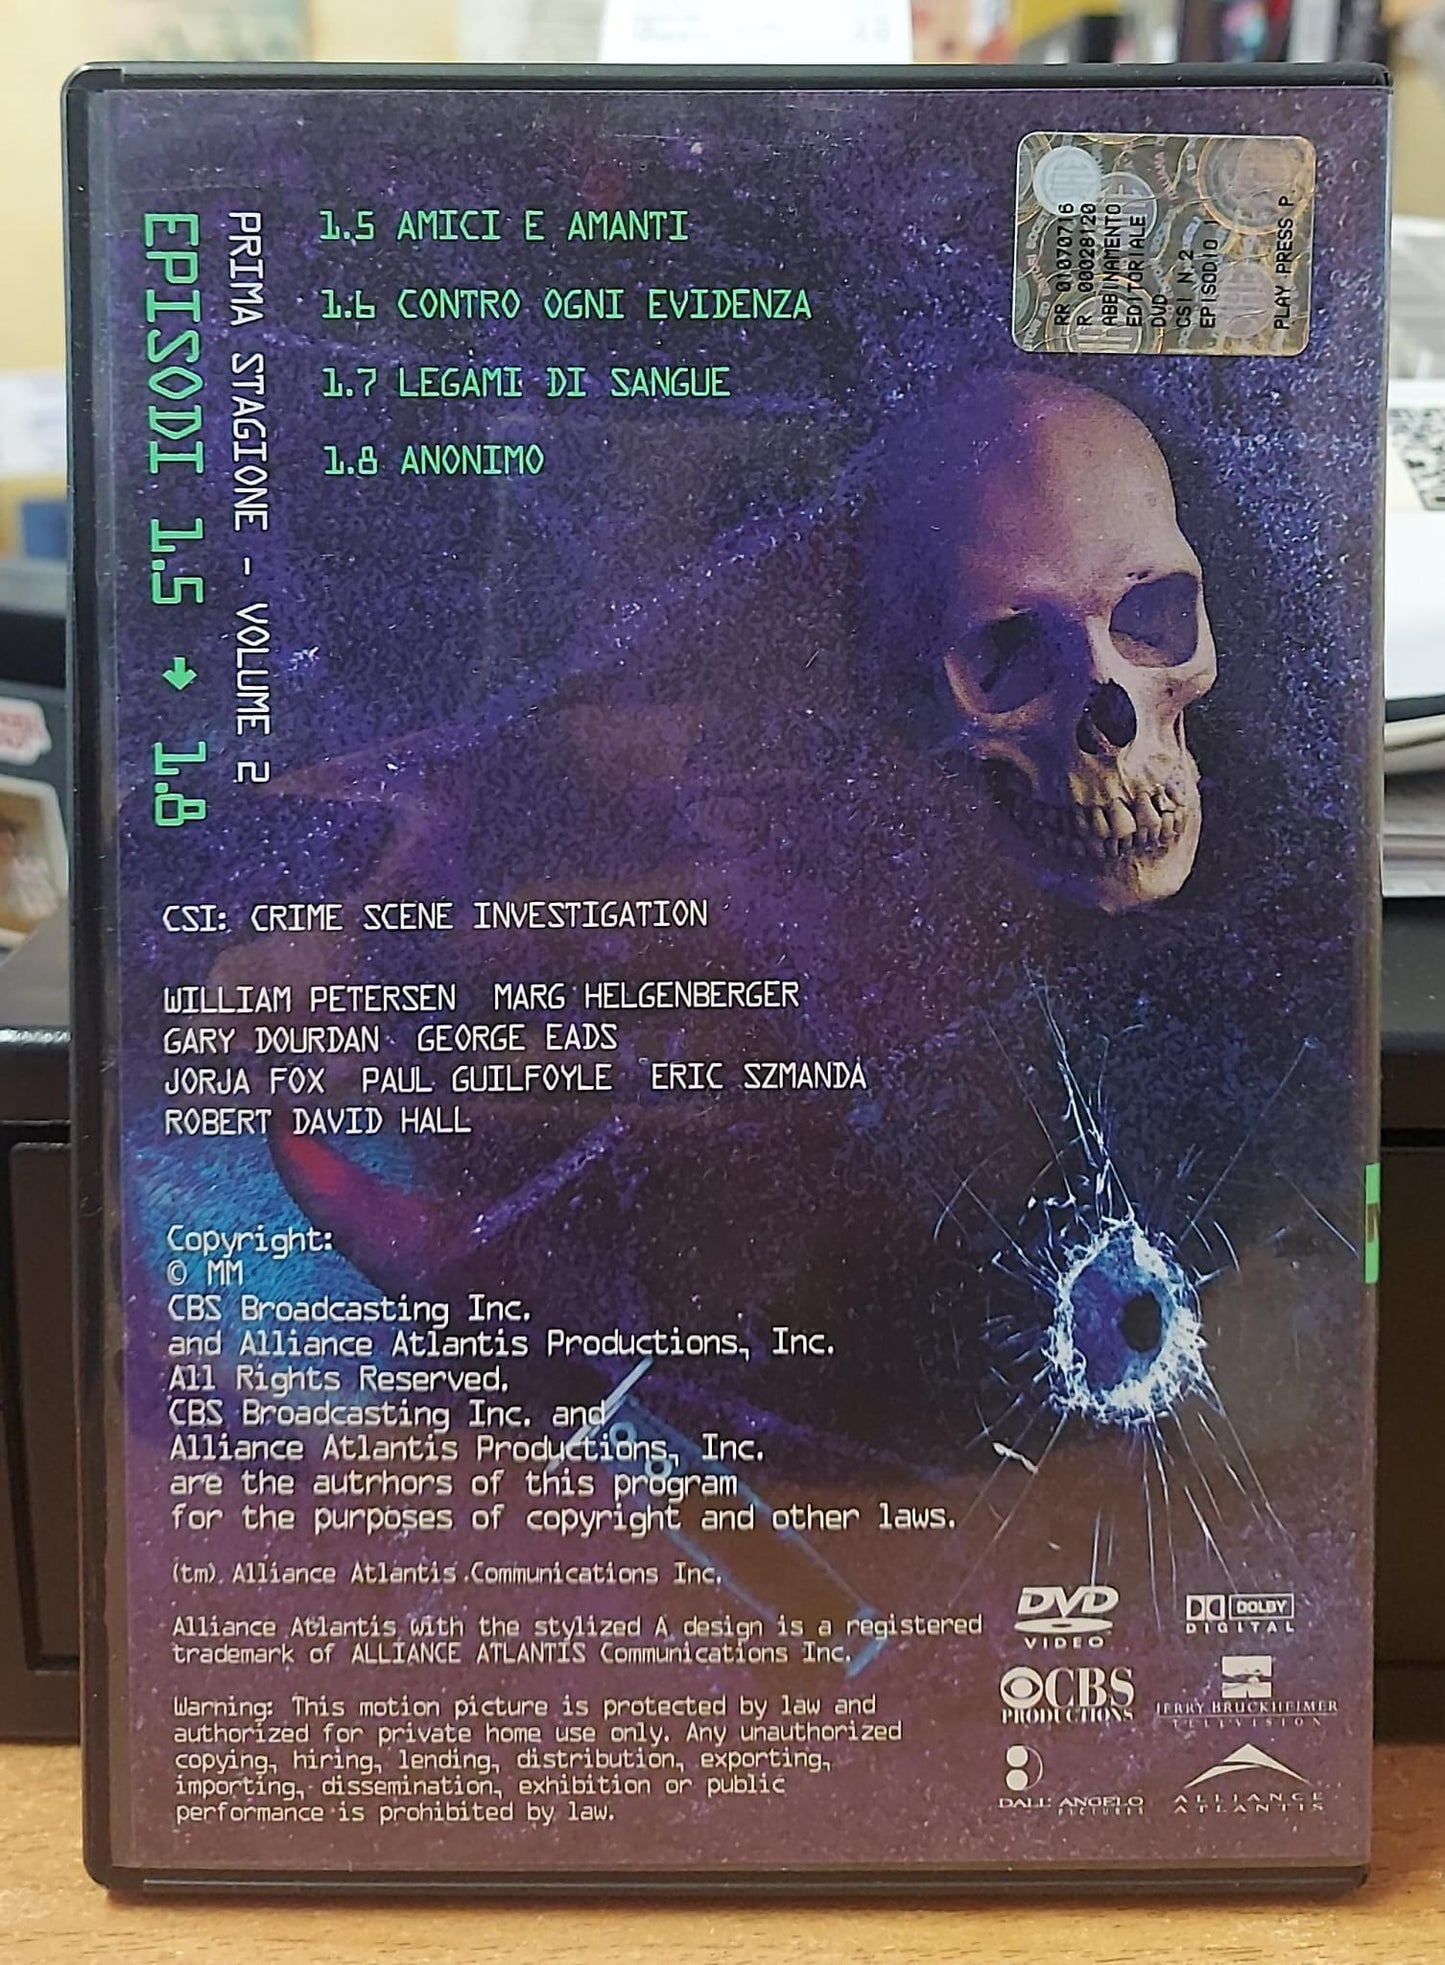 EPISODI 1.5 → 1.8
PRIMA STAGIONE - VOLUME 2
1.5 AMICI E AMANTI
1.6 CONTRO OGNI EVIDENZA
1.7 LEGAMI DI SANGUE
1.8 ANONIMO
RR 01070716
R 00028120
ABBINAMENTO
EDITORIALE
DVD
CSI N.2
EPISODIO
PLAY PRESS P.
CSI: CRIME SCENE INVESTIGATION
WILLIAM PETERSEN MARG HELGENBERGER
GARY DOURDAN GEORGE EADS
JORJA FOX PAUL GUILFOYLE ERIC SZMANDA
ROBERT DAVID HALL
Copyright:
© MM
CBS Broadcasting Inc.
and Alliance Atlantis Productions, Inc.
All Rights Reserved.
CBS Broadcasting Inc. and
Alliance Atlantis Productions, Inc.
are the autrhors of this program
for the purposes of copyright and other laws.
(tm) Alliance Atlantis Communications Inc.
Alliance Atlantis with the stylized A design is a registered
trademark of ALLIANCE ATLANTIS Communications Inc.
Warning: This motion picture is protected by law and
authorized for private home use only. Any unauthorized
copying, hiring, lending, distribution, exporting,
importing, dissemination, exhibition or public
performance is prohibited by law.
DVD
VIDEO
DOLBY
DIGITAL
CBS
PRODUCTIONS
JERRY BRUCKHEIMER
TELEVISION
DALL' ANGELO
PICTURES
ALLIANCE
ATLANTIS